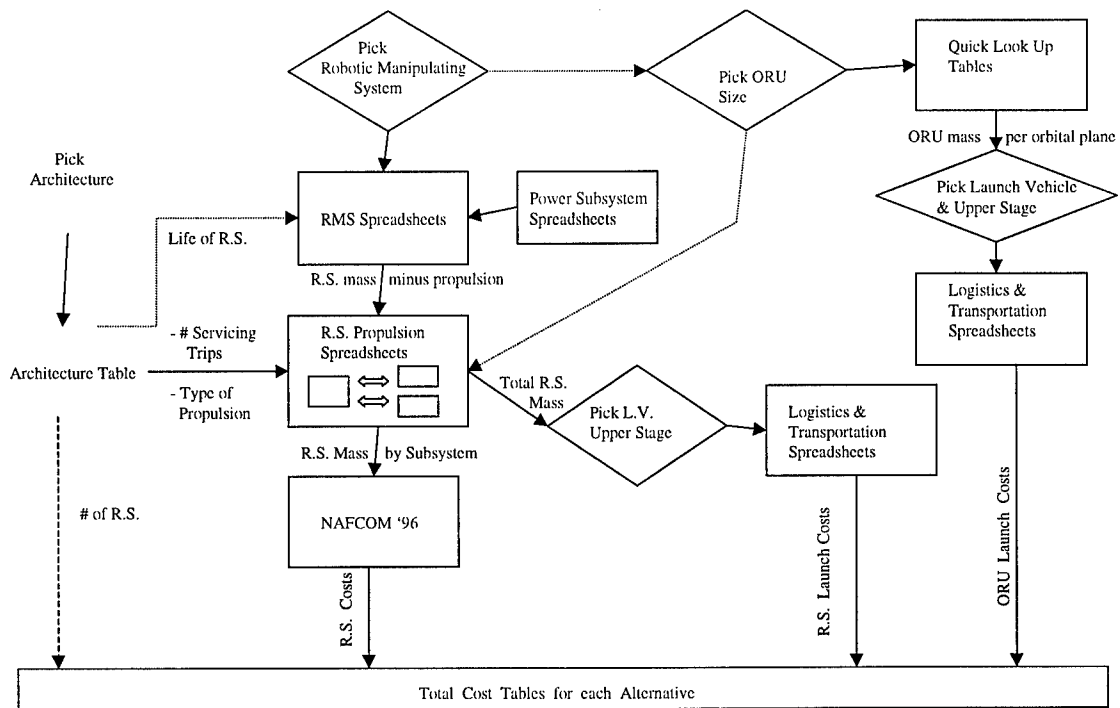 Pick
Robotic Manipulating
System
Pick ORU
Size
Quick Look Up
Tables
ORU mass per orbital plane
Pick
Architecture
Pick Launch Vehicle
& Upper Stage
Power Subsystem
Spreadsheets
RMS Spreadsheets
Life of R.S.
R.S. mass minus propulsion
Logistics &
Transportation
Spreadsheets
- # Servicing
Trips
R.S. Propulsion
Spreadsheets
Architecture Table
- Type of
Propulsion
Total R.S.
Mass
Pick L.V.
Upper Stage
Logistics &
Transportation
Spreadsheets
R.S. Mass by Subsystem
# of R.S.
NAFCOM '96
R.S. Costs
R.S. Launch Costs
ORU Launch Costs
Total Cost Tables for each Alternative